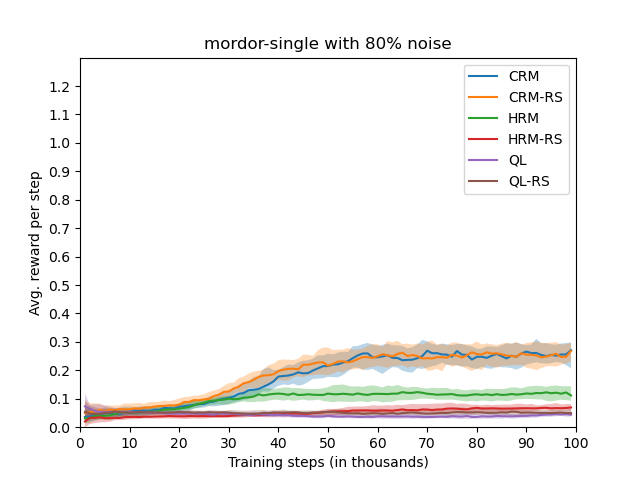 mordor-single with 80% noise
Avg. reward per step
1.2
1.1
1.0
0.9
0.8
0.7
0.6
0.5
0.4
0.3
0.2
0.1
0.0
CRM
CRM-RS
HRM
HRM-RS
QL
QL-RS
0 10 20 30 40 50 60 70 80 90 100
Training steps (in thousands)